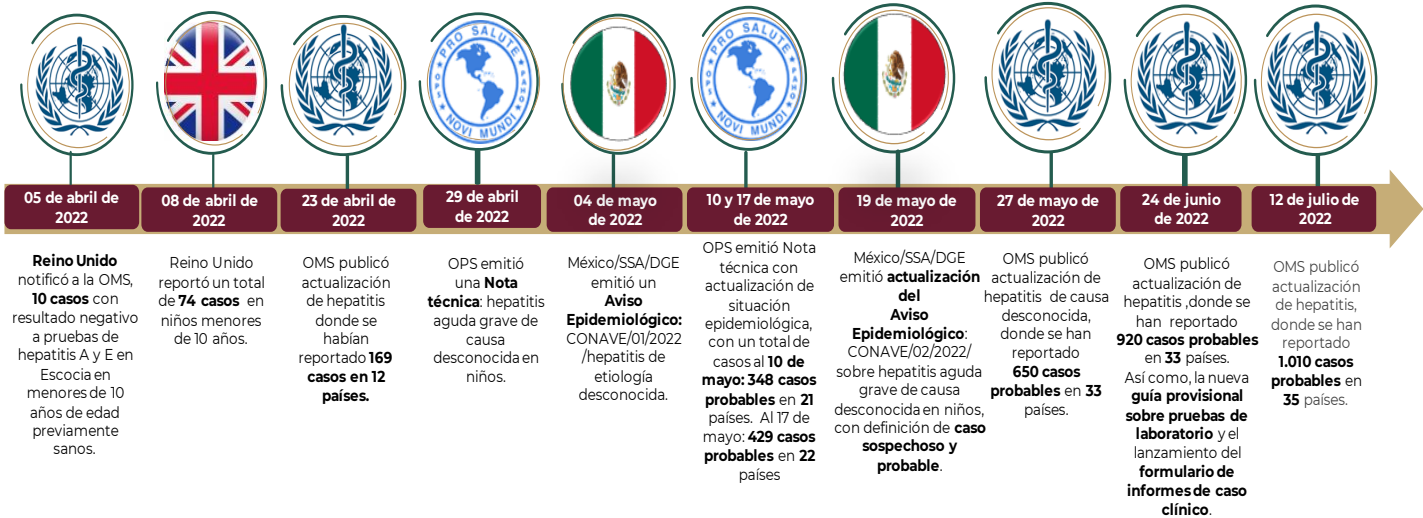 PRO SALUTE
NOVI MUNDI
PRO SALUTE
NOVI MUNDI
05 de abril de
2022
Reino Unido
notificó a la OMS,
10 casos con
resultado negativo
a pruebas de
hepatitis A y E en
Escocia en
menores de 10
años de edad
previamente
sanos.
08 de abril de
2022
Reino Unido
reportó un total
de 74 casos en
niños menores
de 10 años.
23 de abril de
2022
OMS publicó
actualización
de hepatitis
donde se
habían
reportado 169
casos en 12
países.
29 de abril
de 2022
OPS emitió
una Nota
técnica: hepatitis
aguda grave de
causa
desconocida en
niños.
04 de mayo
de 2022
México/SSA/DGE
emitió un
Aviso
Epidemiológico:
CONAVE/01/2022
/hepatitis de
etiología
desconocida.
10 y 17 de mayo
de 2022
OPS emitió Nota
técnica con
actualización de
situación
epidemiológica,
con un total de
casos al 10 de
mayo: 348 casos
probables en 21
países. Al 17 de
mayo: 429 casos
probables en 22
países
19 de mayo de
2022
México/SSA/DGE
emitió actualización
del
Aviso
Epidemiológico:
CONAVE/02/2022/
sobre hepatitis aguda
grave de causa
desconocida en niños,
con definición de caso
sospechoso y
probable.
27 de mayo de
2022
OMS publicó
actualización de
hepatitis de causa
desconocida,
donde se han
reportado
650 casos
probables en 33
países.
24 de junio
de 2022
OMS publicó
actualización de
hepatitis ,donde se
han reportado
920 casos probables
en 33 países.
Así como, la nueva
guía provisional
sobre pruebas de
laboratorio y el
lanzamiento del
formulario de
informes de caso
clínico.
12 de julio de
2022
OMS publicó
actualización
de hepatitis,
donde se han
reportado
1.010 casos
probables en
35 países.